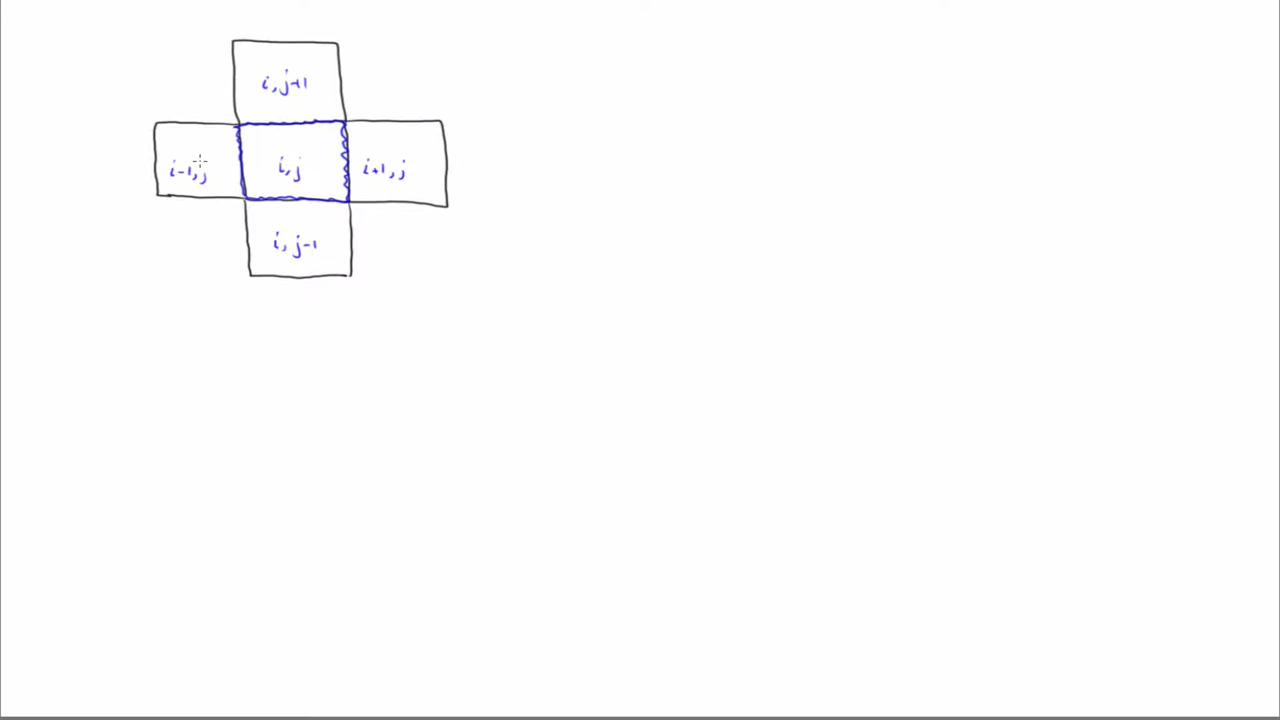 i, j+1
i-1, j
i, j
i+1, j
i, j-1